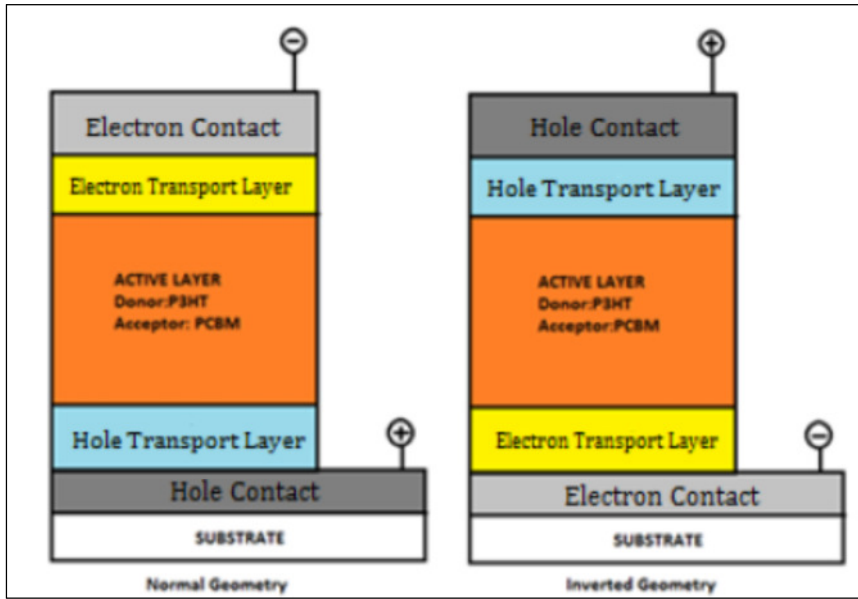 −
Electron Contact
Electron Transport Layer
ACTIVE LAYER
Donor:P3HT
Acceptor: PCBM
Hole Transport Layer
+
Hole Contact
SUBSTRATE
Normal Geometry
+
Hole Contact
Hole Transport Layer
ACTIVE LAYER
Donor:P3HT
Acceptor:PCBM
Electron Transport Layer
−
Electron Contact
SUBSTRATE
Inverted Geometry